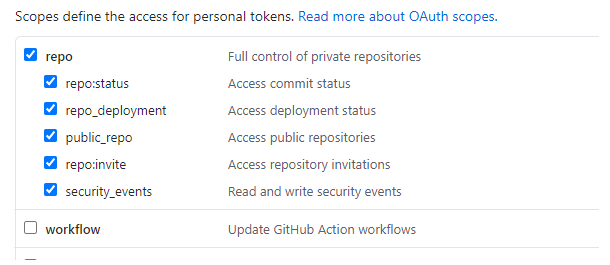 Scopes define the access for personal tokens. Read more about OAuth scopes.
repo Full control of private repositories
repo:status Access commit status
repo_deployment Access deployment status
public_repo Access public repositories
repo:invite Access repository invitations
security_events Read and write security events
workflow Update GitHub Action workflows